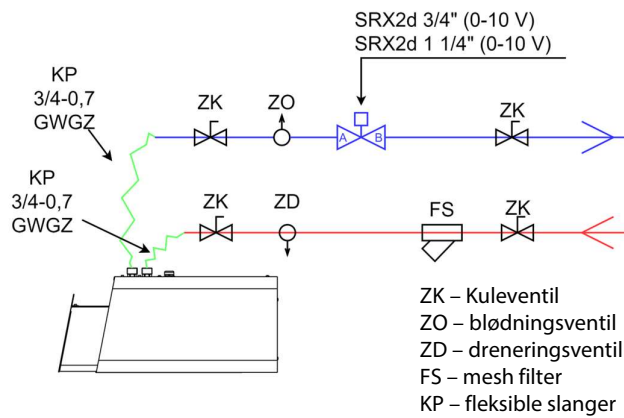 SRX2d 3/4" (0-10 V)
SRX2d 1 1/4" (0-10 V)
KP
3/4-0,7
GWGZ
ZK
ZO
A
B
ZK
KP
3/4-0,7
GWGZ
ZK
ZD
FS
ZK
ZK – Kuleventil
ZO – blødningsventil
ZD – dreneringsventil
FS – mesh filter
KP – fleksible slanger